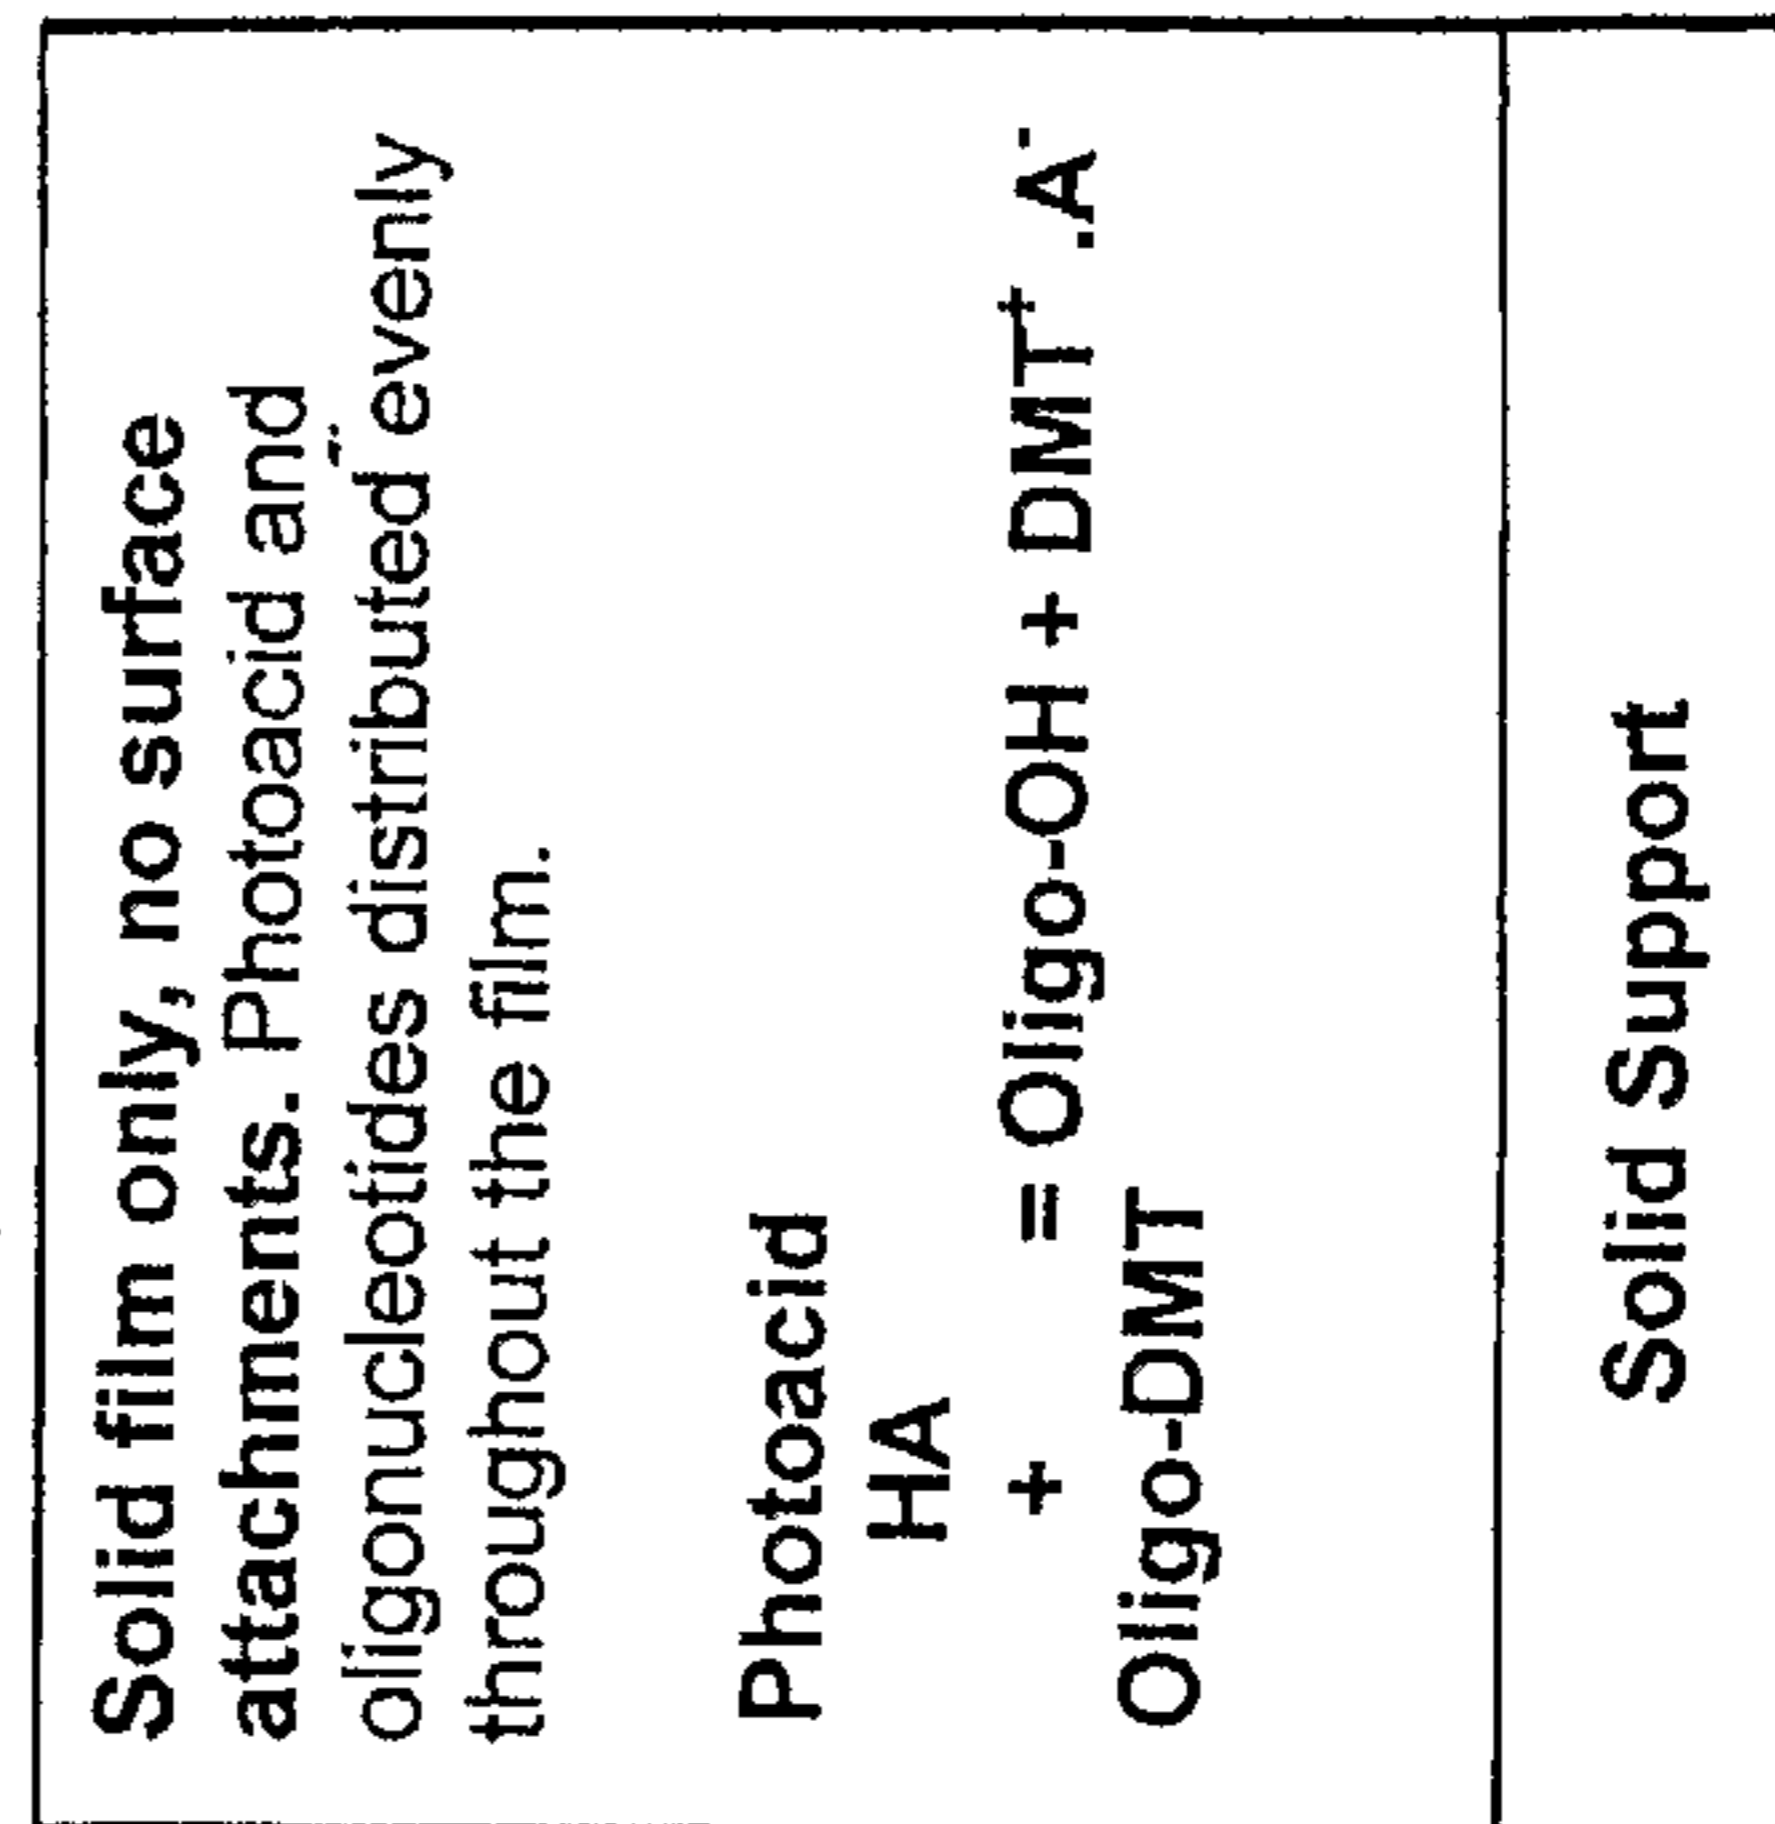 Solid film only, no surface
attachments. Photoacid and
oligonucleotides distributed evenly
throughout the film.
Photoacid
HA
+ = Oligo-OH + DMT⁺.A⁻
Oligo-DMT
Solid Support